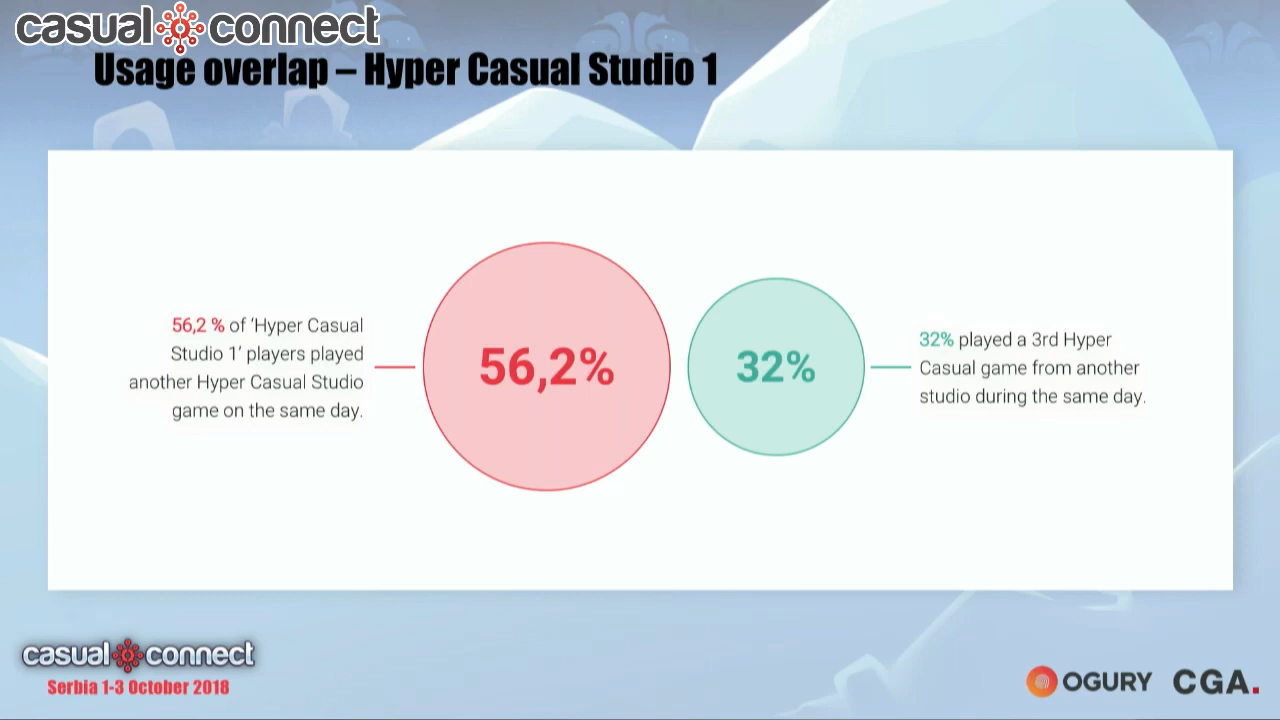 casual connect
Usage overlap – Hyper Casual Studio 1
56,2 % of ‘Hyper Casual
Studio 1’ players played
another Hyper Casual Studio
game on the same day.
56,2%
32%
32% played a 3rd Hyper
Casual game from another
studio during the same day.
casual connect
Serbia 1-3 October 2018
OGURY CGA.